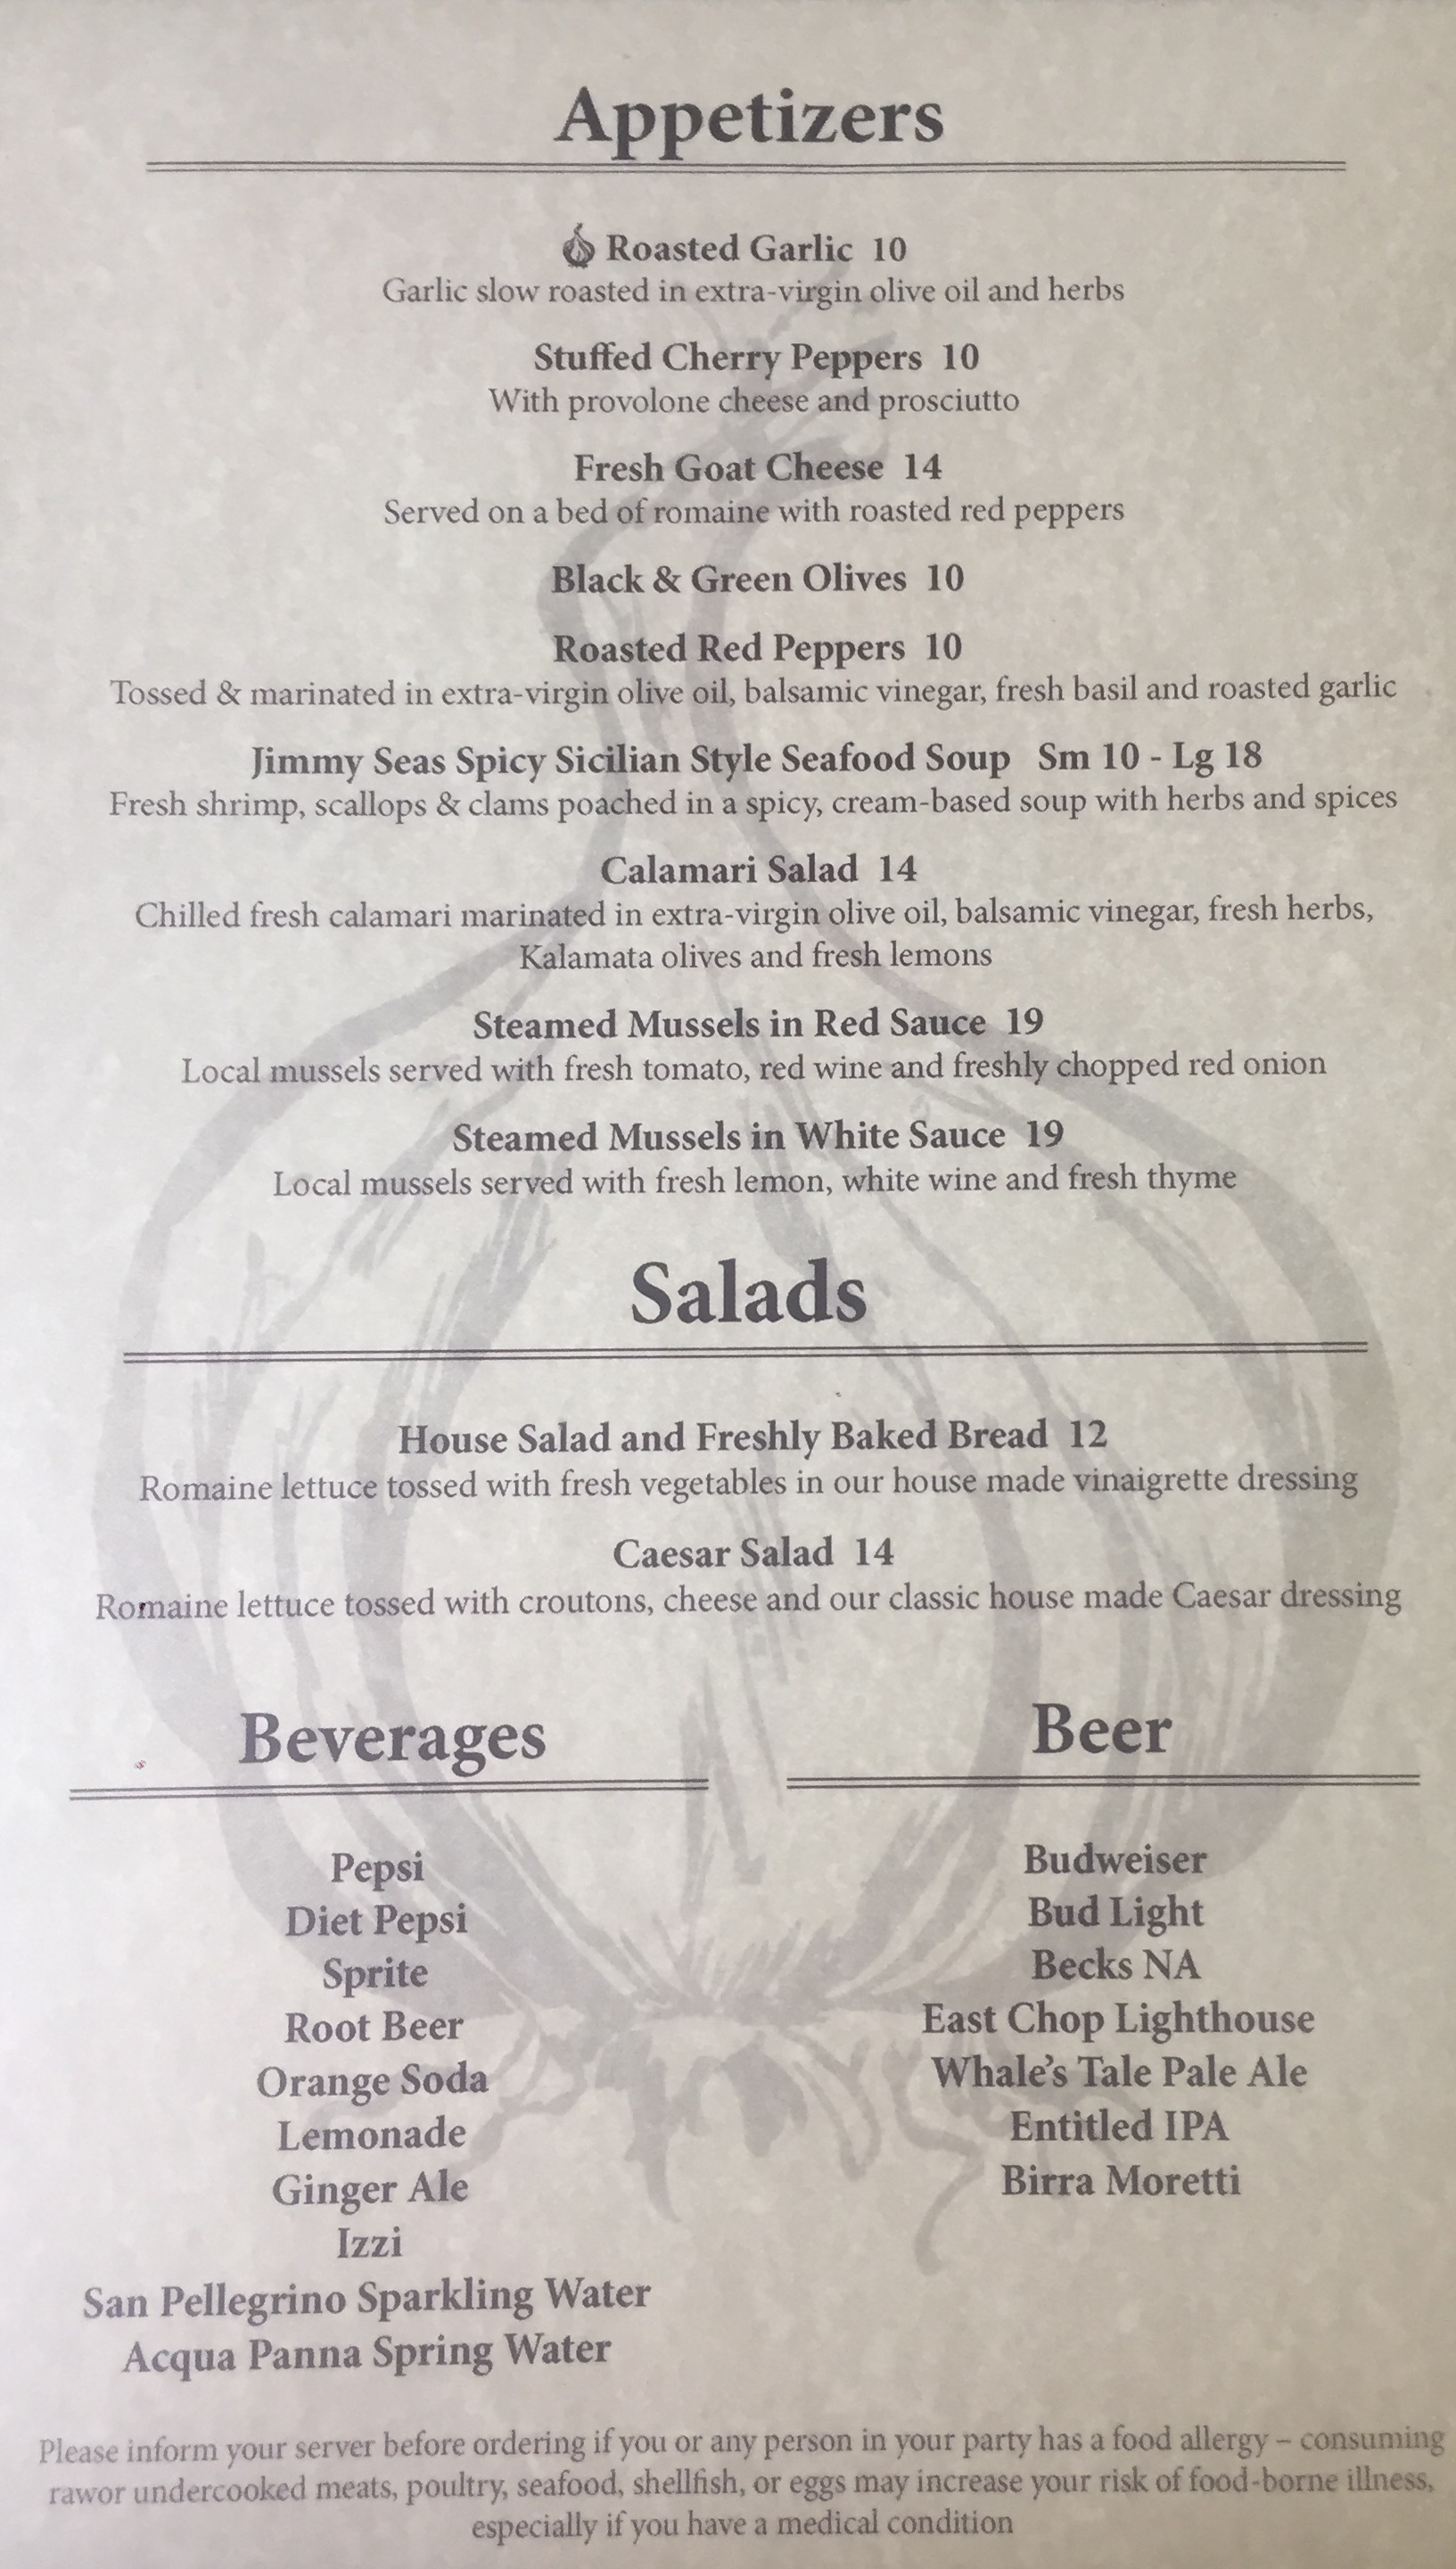 Appetizers
Roasted Garlic 10
Garlic slow roasted in extra-virgin olive oil and herbs
Stuffed Cherry Peppers 10
With provolone cheese and prosciutto
Fresh Goat Cheese 14
Served on a bed of romaine with roasted red peppers
Black & Green Olives 10
Roasted Red Peppers 10
Tossed & marinated in extra-virgin olive oil, balsamic vinegar, fresh basil and roasted garlic
Jimmy Seas Spicy Sicilian Style Seafood Soup Sm 10 - Lg 18
Fresh shrimp, scallops & clams poached in a spicy, cream-based soup with herbs and spices
Calamari Salad 14
Chilled fresh calamari marinated in extra-virgin olive oil, balsamic vinegar, fresh herbs,
Kalamata olives and fresh lemons
Steamed Mussels in Red Sauce 19
Local mussels served with fresh tomato, red wine and freshly chopped red onion
Steamed Mussels in White Sauce 19
Local mussels served with fresh lemon, white wine and fresh thyme
Salads
House Salad and Freshly Baked Bread 12
Romaine lettuce tossed with fresh vegetables in our house made vinaigrette dressing
Caesar Salad 14
Romaine lettuce tossed with croutons, cheese and our classic house made Caesar dressing
Beverages
Pepsi
Diet Pepsi
Sprite
Root Beer
Orange Soda
Lemonade
Ginger Ale
Izzi
San Pellegrino Sparkling Water
Acqua Panna Spring Water
Beer
Budweiser
Bud Light
Becks NA
East Chop Lighthouse
Whale's Tale Pale Ale
Entitled IPA
Birra Moretti
Please inform your server before ordering if you or any person in your party has a food allergy – consuming
rawor undercooked meats, poultry, seafood, shellfish, or eggs may increase your risk of food-borne illness,
especially if you have a medical condition